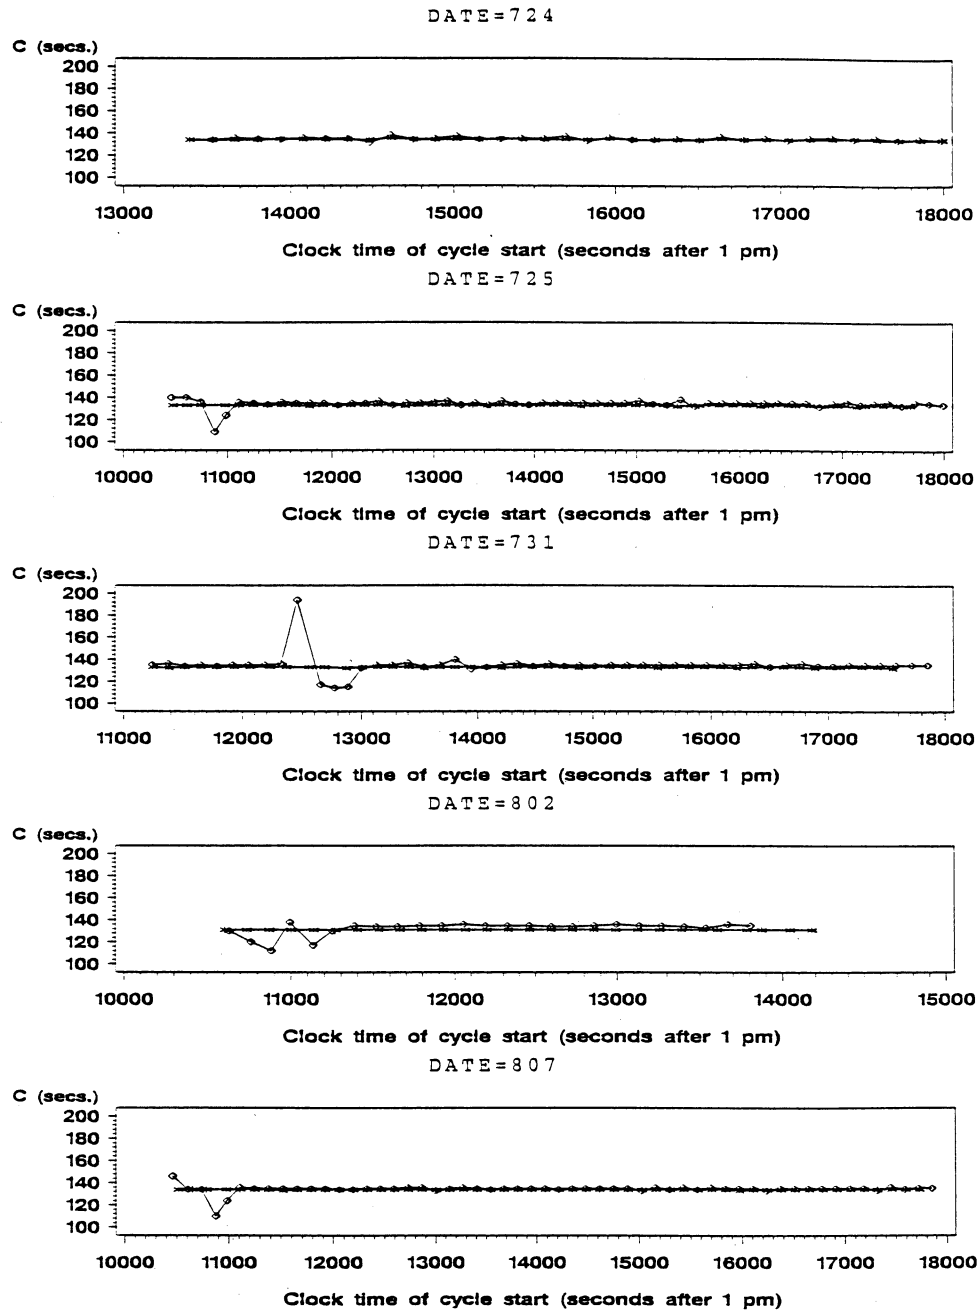 DATE=724
C (secs.)
200
180
160
140
120
100
13000 14000 15000 16000 17000 18000
Clock time of cycle start (seconds after 1 pm)
DATE=725
C (secs.)
200
180
160
140
120
100
10000 11000 12000 13000 14000 15000 16000 17000 18000
Clock time of cycle start (seconds after 1 pm)
DATE=731
C (secs.)
200
180
160
140
120
100
11000 12000 13000 14000 15000 16000 17000 18000
Clock time of cycle start (seconds after 1 pm)
DATE=802
C (secs.)
200
180
160
140
120
100
10000 11000 12000 13000 14000 15000
Clock time of cycle start (seconds after 1 pm)
DATE=807
C (secs.)
200
180
160
140
120
100
10000 11000 12000 13000 14000 15000 16000 17000 18000
Clock time of cycle start (seconds after 1 pm)